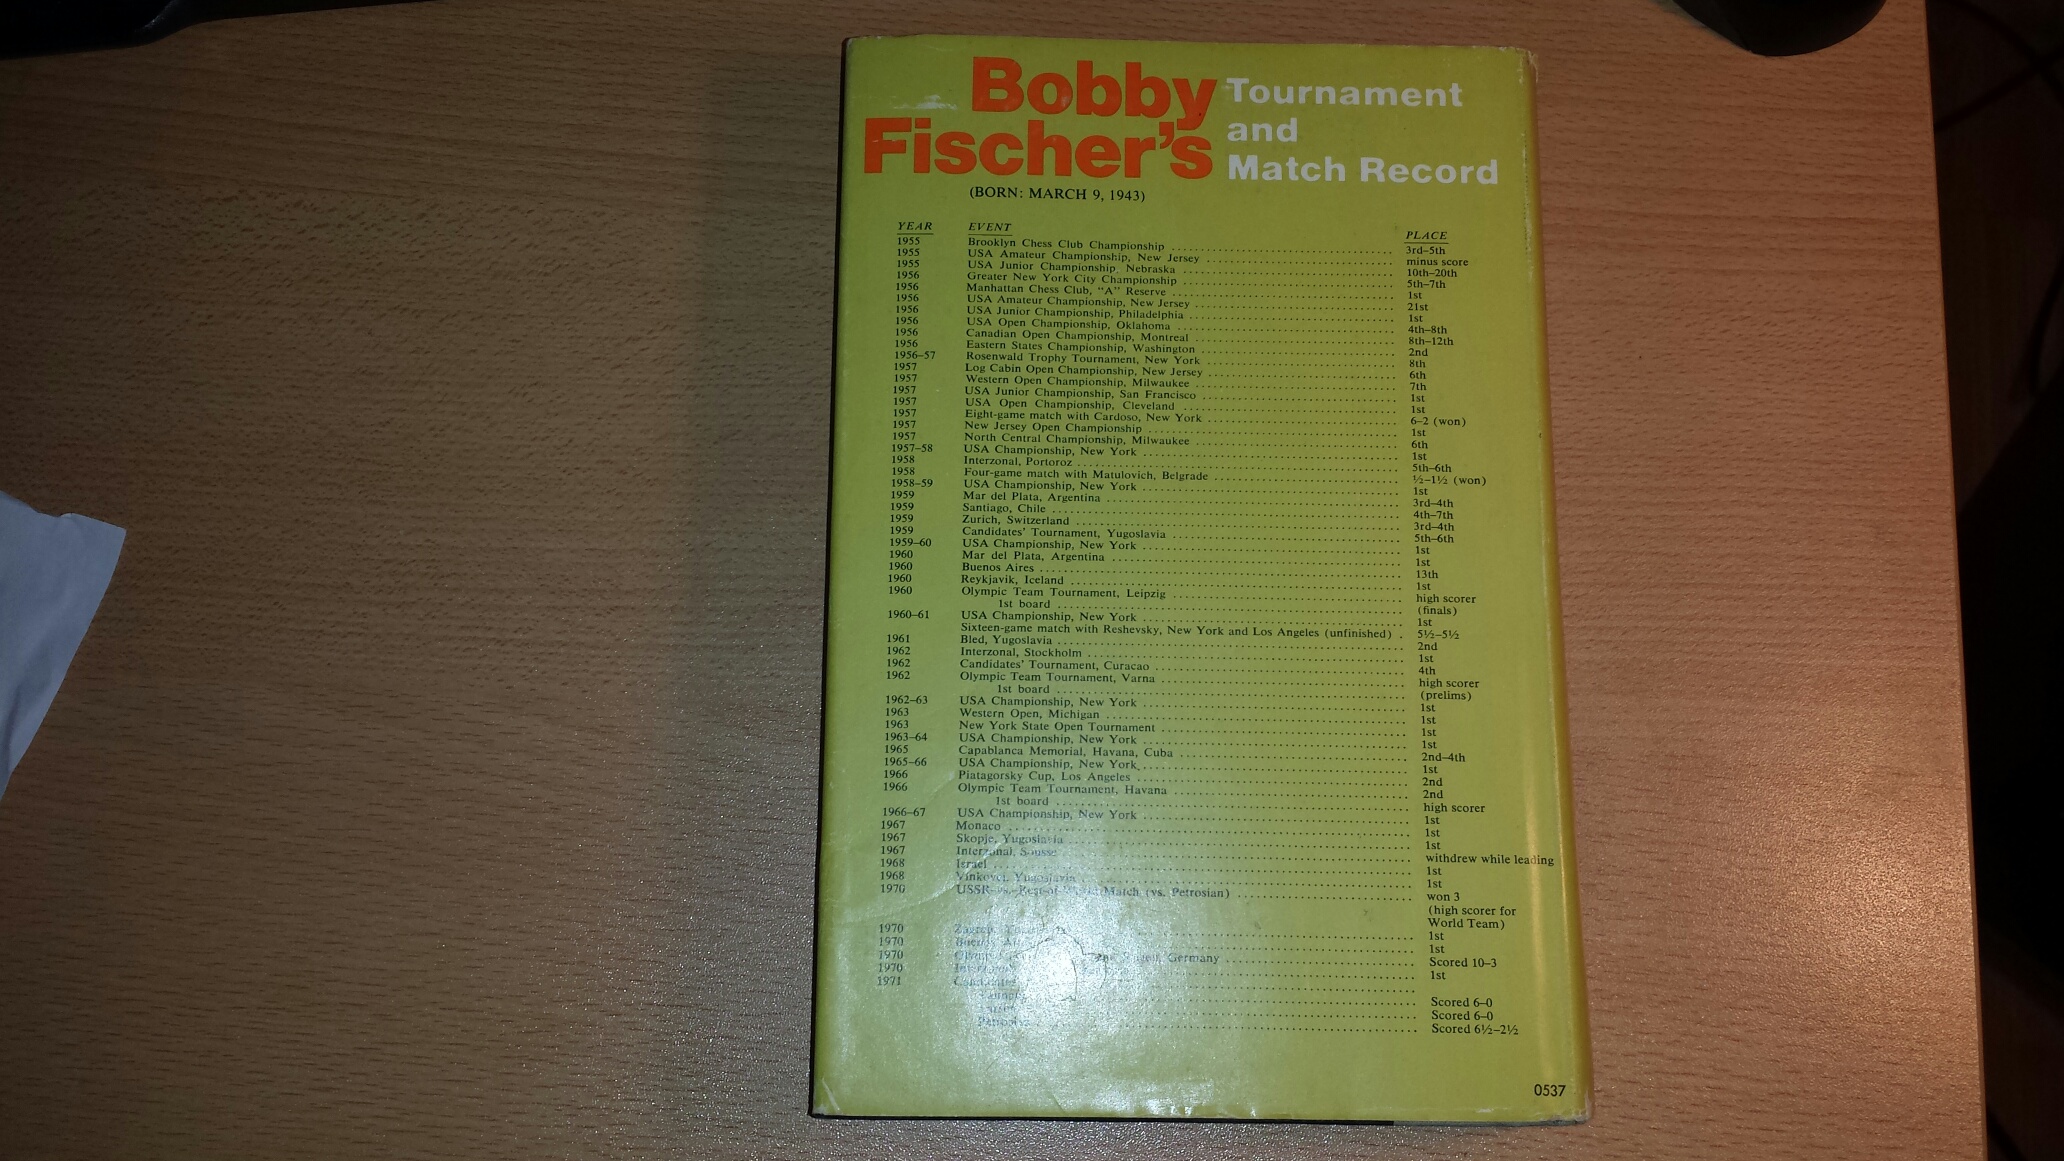 Bobby Fischer's Tournament and Match Record
(BORN: MARCH 9, 1943)
YEAR EVENT PLACE
1955 Brooklyn Chess Club Championship 3rd–5th
1955 USA Amateur Championship, New Jersey minus score
1955 USA Junior Championship, Nebraska 10th–20th
1956 Greater New York City Championship 5th–7th
1956 Manhattan Chess Club, "A" Reserve 1st
1956 USA Amateur Championship, New Jersey 21st
1956 USA Junior Championship, Philadelphia 1st
1956 USA Open Championship, Oklahoma 4th–8th
1956 Canadian Open Championship, Montreal 8th–12th
1956 Eastern States Championship, Washington 2nd
1956–57 Rosenwald Trophy Tournament, New York 8th
1957 Log Cabin Open Championship, New Jersey 6th
1957 Western Open Championship, Milwaukee 7th
1957 USA Junior Championship, San Francisco 1st
1957 USA Open Championship, Cleveland 1st
1957 Eight-game match with Cardoso, New York 6–2 (won)
1957 New Jersey Open Championship 1st
1957 North Central Championship, Milwaukee 6th
1957–58 USA Championship, New York 1st
1958 Interzonal, Portoroz 5th–6th
1958 Four-game match with Matulovich, Belgrade ½–1½ (won)
1958–59 USA Championship, New York 1st
1959 Mar del Plata, Argentina 3rd–4th
1959 Santiago, Chile 4th–7th
1959 Zurich, Switzerland 3rd–4th
1959 Candidates' Tournament, Yugoslavia 5th–6th
1959–60 USA Championship, New York 1st
1960 Mar del Plata, Argentina 1st
1960 Buenos Aires 13th
1960 Reykjavik, Iceland 1st
1960 Olympic Team Tournament, Leipzig high scorer
1st board (finals)
1960–61 USA Championship, New York 1st
Sixteen-game match with Reshevsky, New York and Los Angeles (unfinished) 5½–5½
1961 Bled, Yugoslavia 2nd
1962 Interzonal, Stockholm 1st
1962 Candidates' Tournament, Curacao 4th
1962 Olympic Team Tournament, Varna high scorer
1st board (prelims)
1962–63 USA Championship, New York 1st
1963 Western Open, Michigan 1st
1963 New York State Open Tournament 1st
1963–64 USA Championship, New York 1st
1965 Capablanca Memorial, Havana, Cuba 2nd–4th
1965–66 USA Championship, New York 1st
1966 Piatagorsky Cup, Los Angeles 2nd
1966 Olympic Team Tournament, Havana 2nd
1st board high scorer
1966–67 USA Championship, New York 1st
1967 Monaco 1st
1967 Skopje, Yugoslavia 1st
1967 Interzonal, Sousse withdrew while leading
1968 Israel 1st
1968 Vinkovci, Yugoslavia 1st
1970 USSR-vs.-Rest-of- Match (vs. Petrosian) won 3
(high scorer for
World Team)
1970 1st
1970 Buenos 1st
1970 Germany Scored 10–3
1970 1st
1971
Scored 6–0
Scored 6–0
Scored 6½–2½
0537